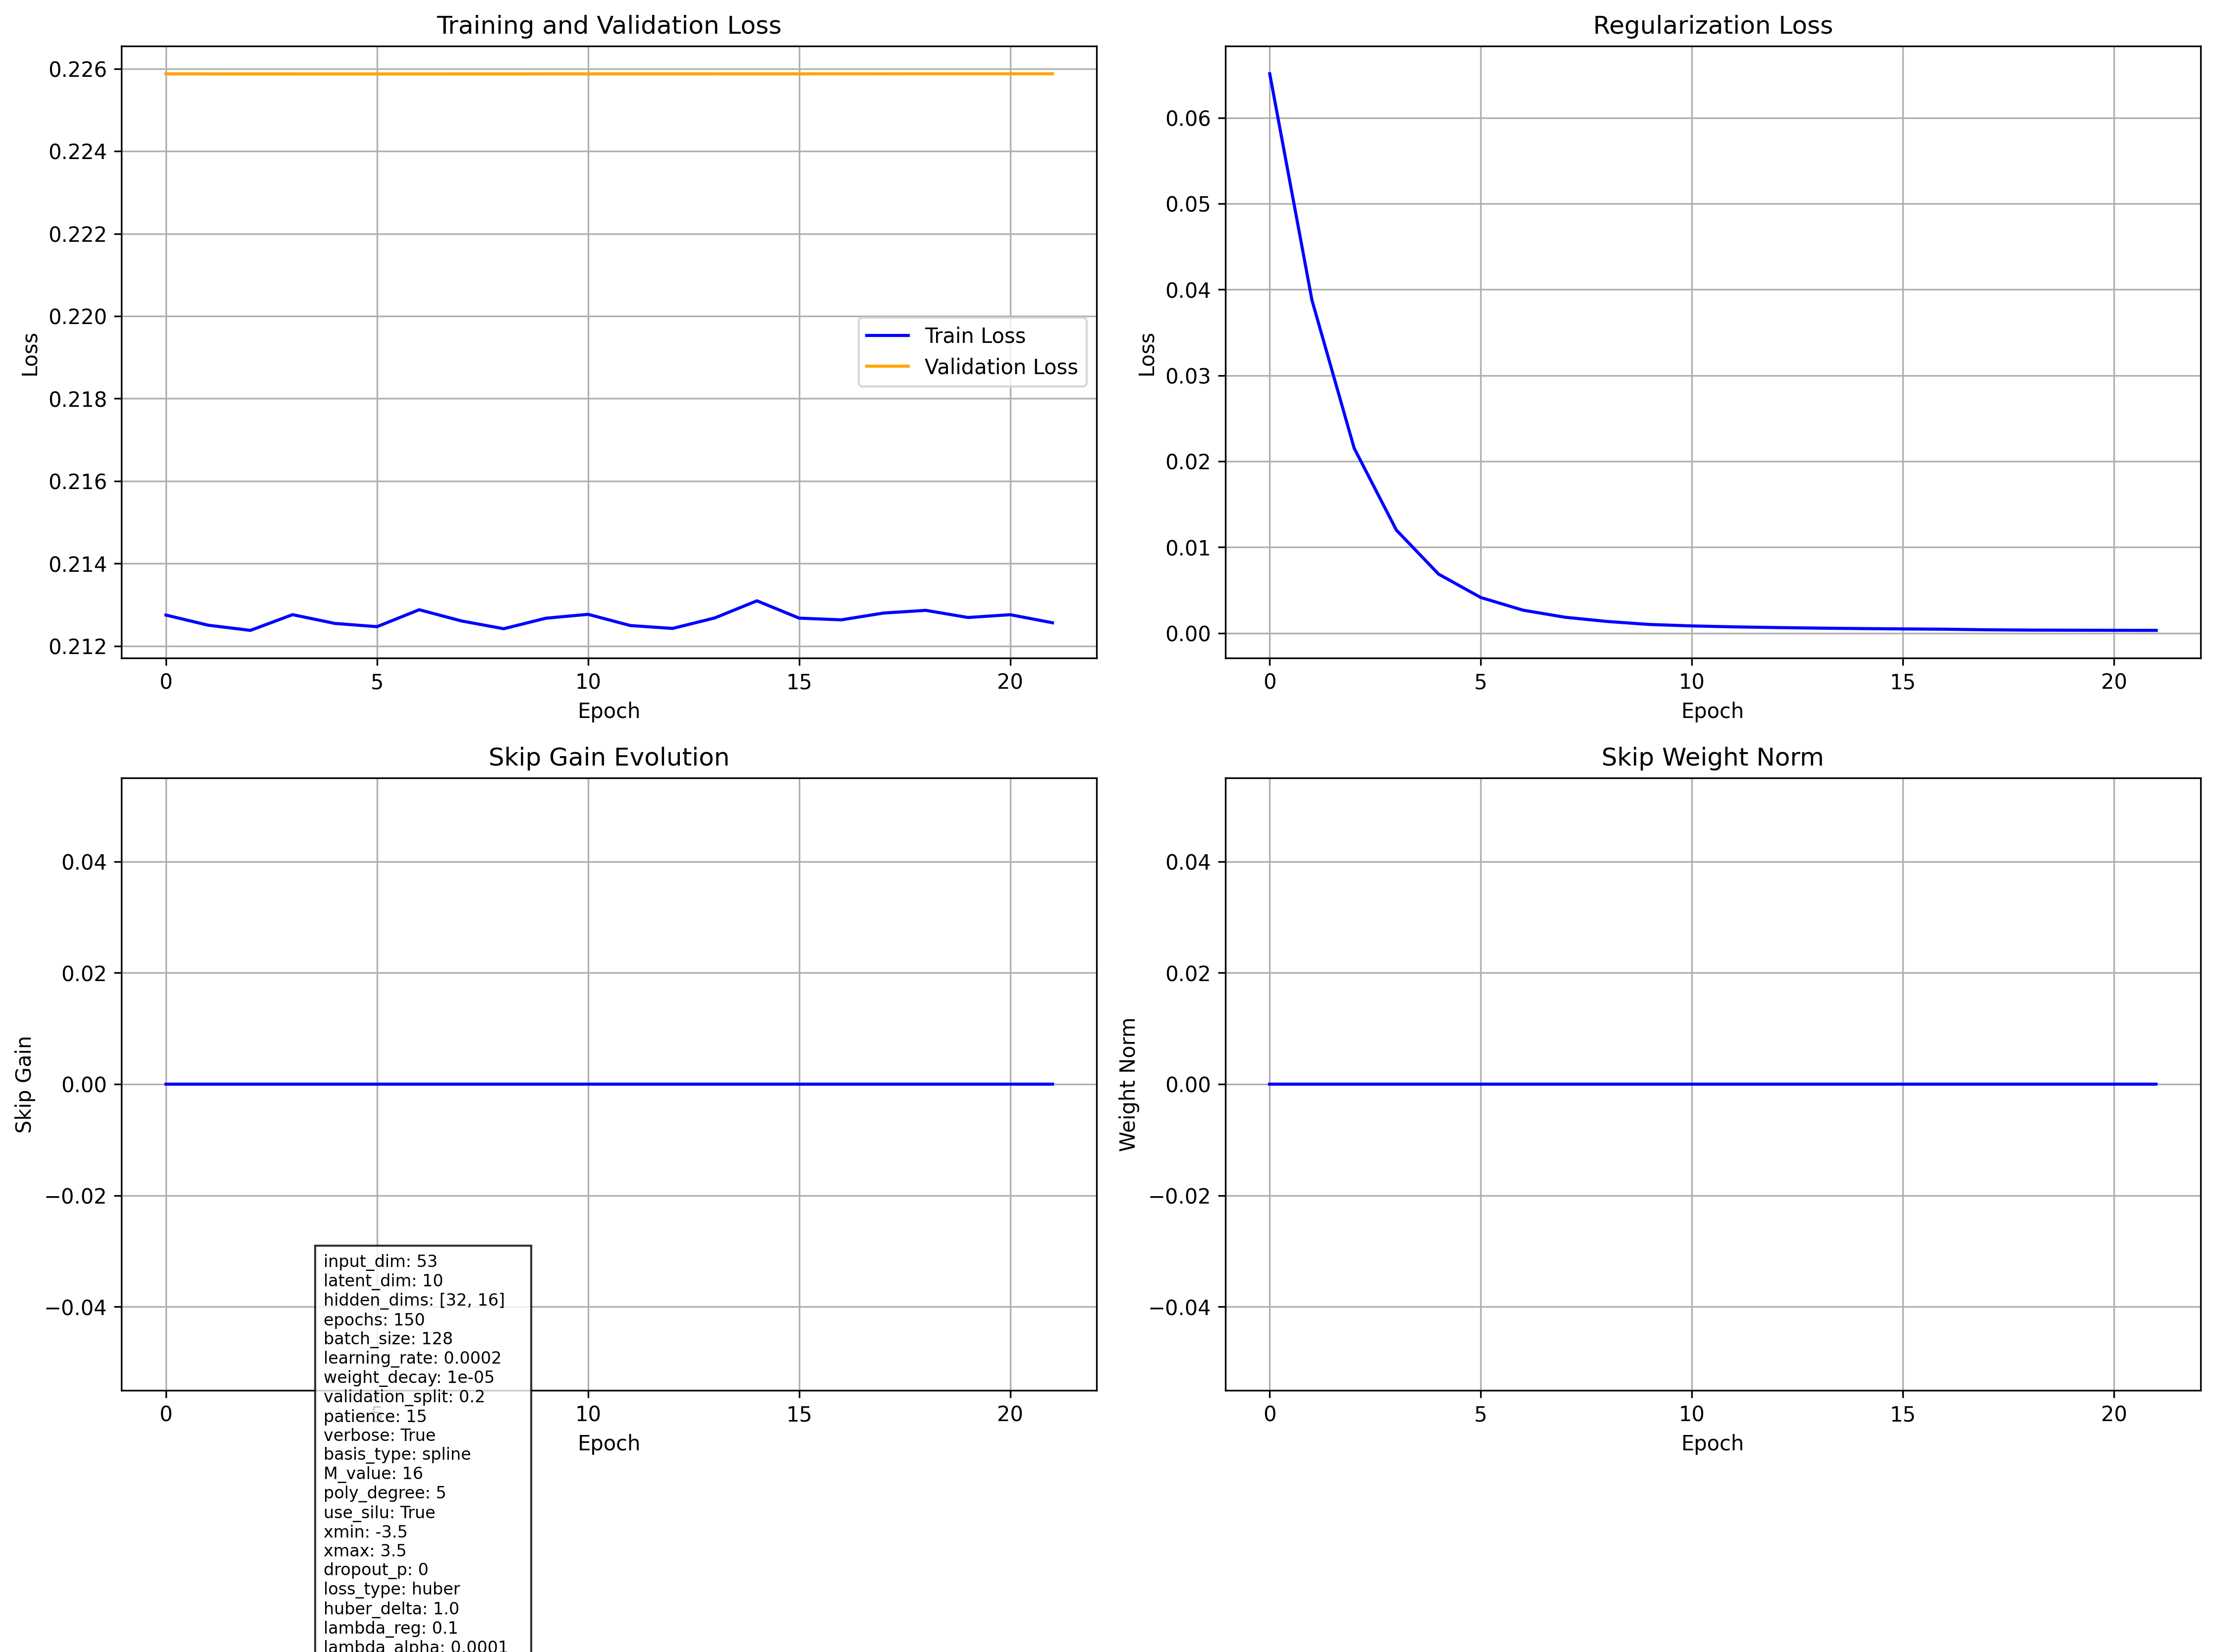 Training and Validation Loss
0.226
0.224
0.222
0.220
0.218
0.216
0.214
0.212
Loss
Train Loss
Validation Loss
0 5 10 15 20
Epoch
Regularization Loss
0.06
0.05
0.04
0.03
0.02
0.01
0.00
Loss
0 5 10 15 20
Epoch
Skip Gain Evolution
0.04
0.02
0.00
−0.02
−0.04
Skip Gain
0 5 10 15 20
Epoch
input_dim: 53
latent_dim: 10
hidden_dims: [32, 16]
epochs: 150
batch_size: 128
learning_rate: 0.0002
weight_decay: 1e-05
validation_split: 0.2
patience: 15
verbose: True
basis_type: spline
M_value: 16
poly_degree: 5
use_silu: True
xmin: -3.5
xmax: 3.5
dropout_p: 0
loss_type: huber
huber_delta: 1.0
lambda_reg: 0.1
lambda_alpha: 0.0001
Skip Weight Norm
0.04
0.02
0.00
−0.02
−0.04
Weight Norm
0 5 10 15 20
Epoch